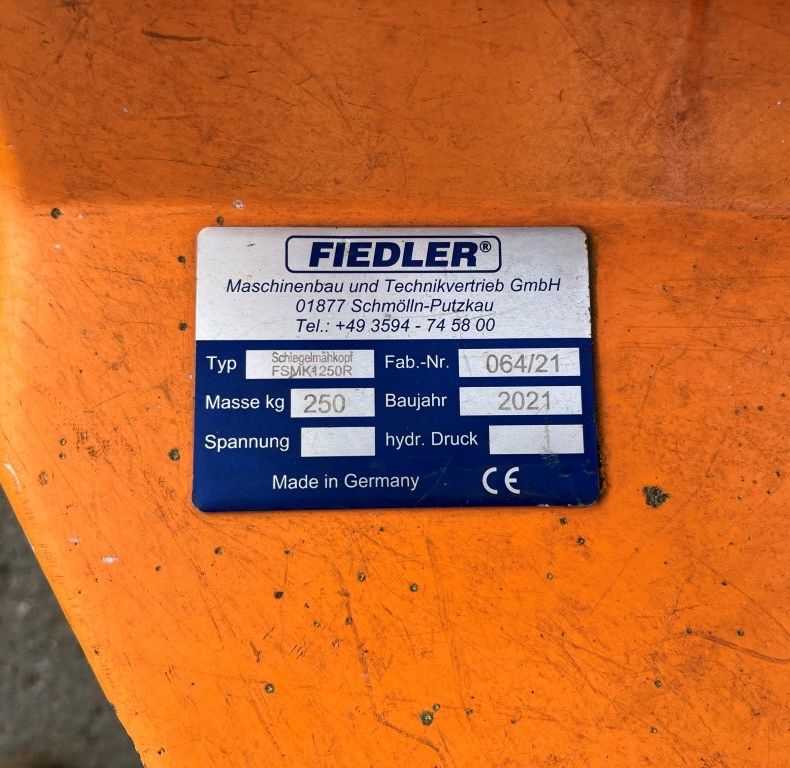 FIEDLER®
Maschinenbau und Technikvertrieb GmbH
01877 Schmölln-Putzkau
Tel.: +49 3594 - 74 58 00
Typ Schlegelmähkopf FSMK1250R Fab.-Nr. 064/21
Masse kg 250 Baujahr 2021
Spannung hydr. Druck
Made in Germany CE